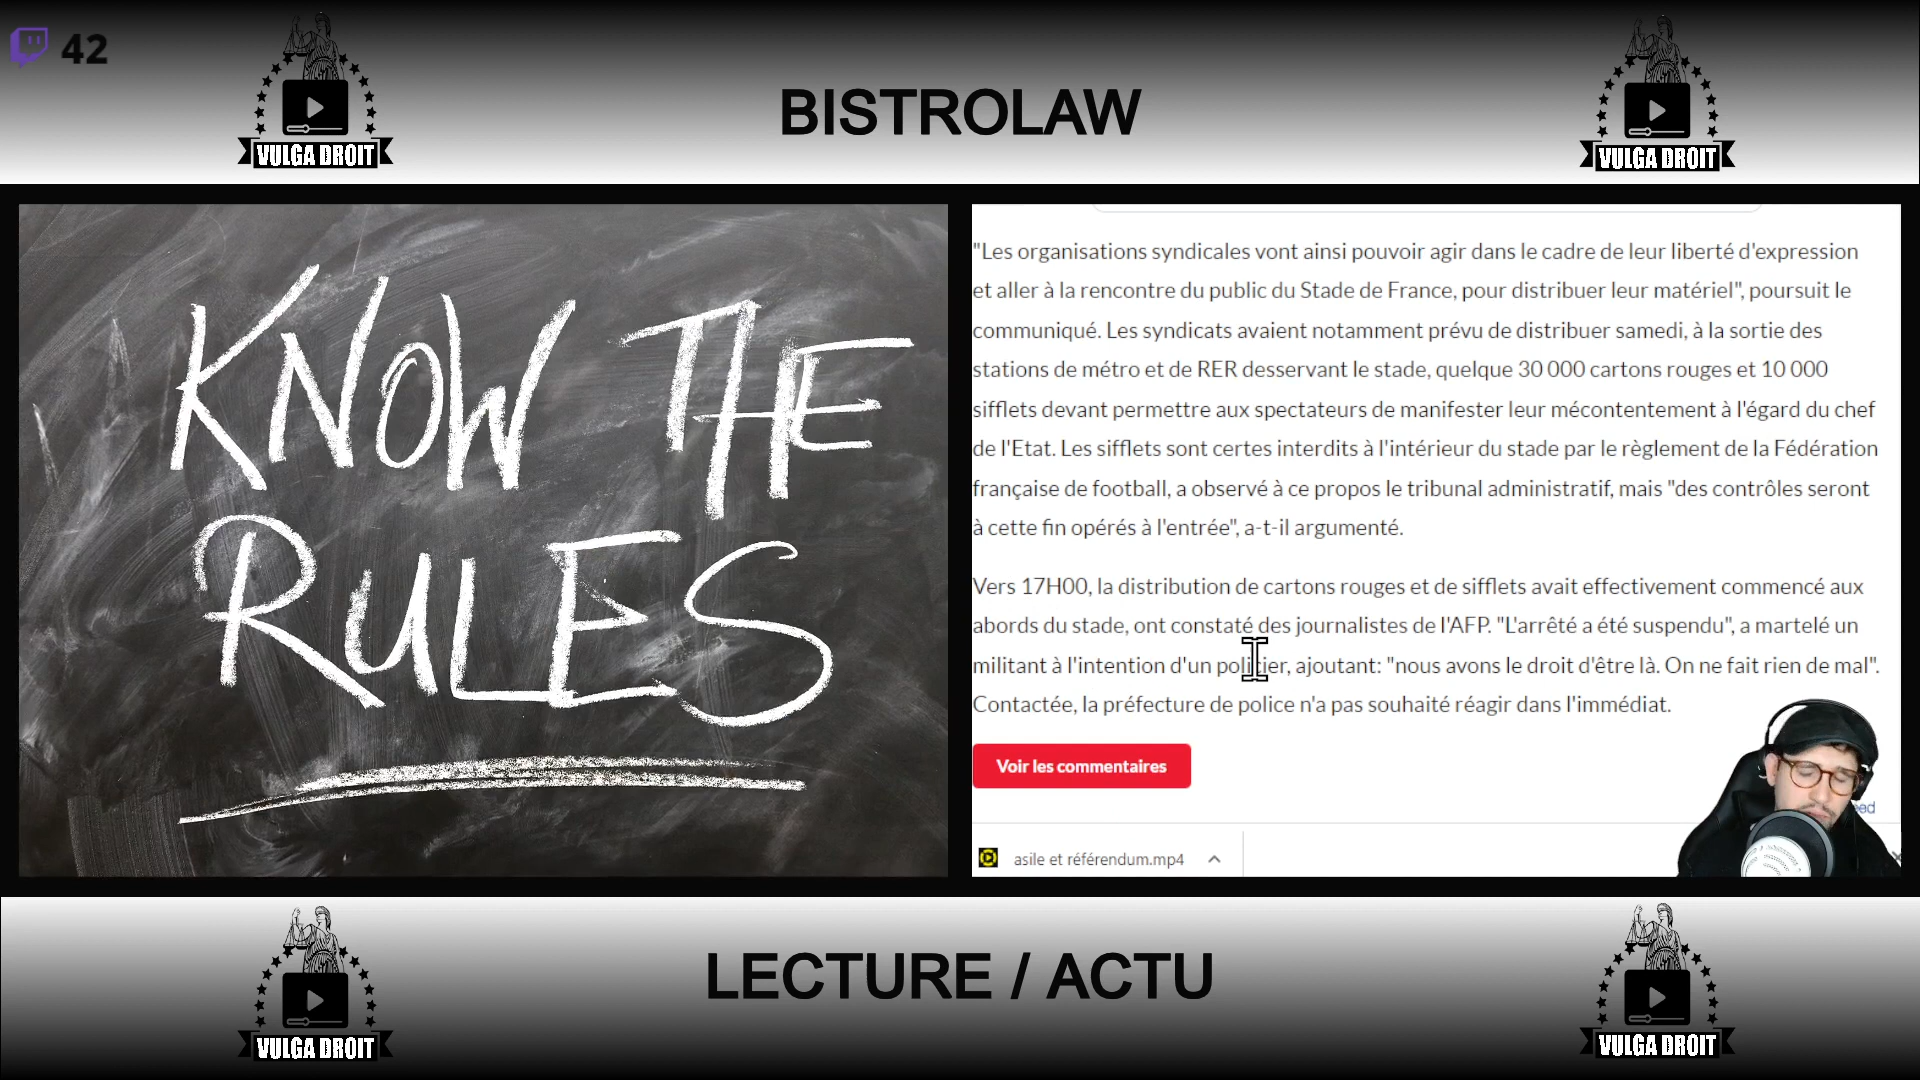 42
BISTROLAW
VULGA DROIT
VULGA DROIT
KNOW THE
RULES
"Les organisations syndicales vont ainsi pouvoir agir dans le cadre de leur liberté d'expression
et aller à la rencontre du public du Stade de France, pour distribuer leur matériel", poursuit le
communiqué. Les syndicats avaient notamment prévu de distribuer samedi, à la sortie des
stations de métro et de RER desservant le stade, quelque 30 000 cartons rouges et 10 000
sifflets devant permettre aux spectateurs de manifester leur mécontentement à l'égard du chef
de l'Etat. Les sifflets sont certes interdits à l'intérieur du stade par le règlement de la Fédération
française de football, a observé à ce propos le tribunal administratif, mais "des contrôles seront
à cette fin opérés à l'entrée", a-t-il argumenté.
Vers 17H00, la distribution de cartons rouges et de sifflets avait effectivement commencé aux
abords du stade, ont constaté des journalistes de l'AFP. "L'arrêté a été suspendu", a martelé un
militant à l'intention d'un policier, ajoutant: "nous avons le droit d'être là. On ne fait rien de mal".
Contactée, la préfecture de police n'a pas souhaité réagir dans l'immédiat.
Voir les commentaires
asile et référendum.mp4
LECTURE / ACTU
VULGA DROIT
VULGA DROIT